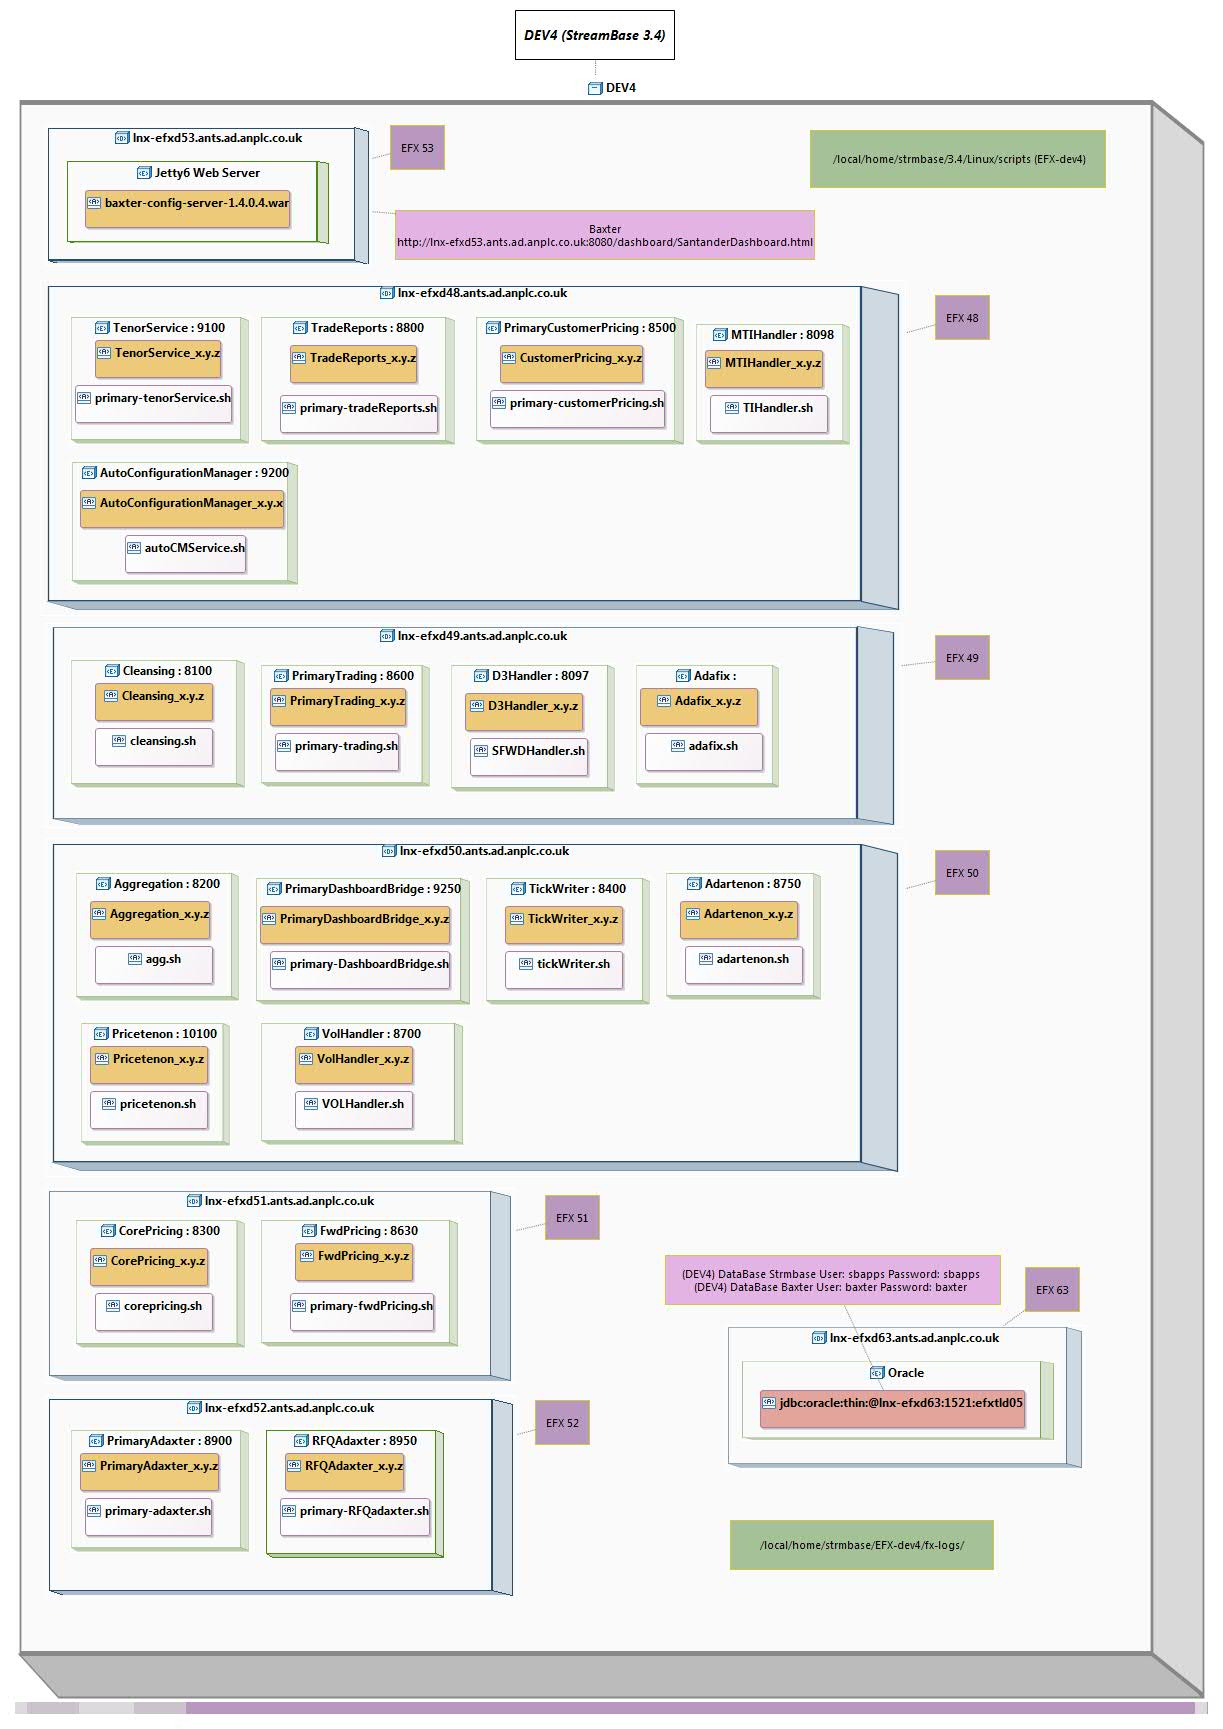 DEV4 (StreamBase 3.4)
DEV4
lnx-efxd53.ants.ad.anplc.co.uk
EFX 53
/local/home/strmbase/3.4/Linux/scripts (EFX-dev4)
Jetty6 Web Server
baxter-config-server-1.4.0.4.war
Baxter
http://lnx-efxd53.ants.ad.anplc.co.uk:8080/dashboard/SantanderDashboard.html
lnx-efxd48.ants.ad.anplc.co.uk
EFX 48
TenorService : 9100
TenorService_x.y.z
primary-tenorService.sh
TradeReports : 8800
TradeReports_x.y.z
primary-tradeReports.sh
PrimaryCustomerPricing : 8500
CustomerPricing_x.y.z
primary-customerPricing.sh
MTIHandler : 8098
MTIHandler_x.y.z
TIHandler.sh
AutoConfigurationManager : 9200
AutoConfigurationManager_x.y.x
autoCMService.sh
lnx-efxd49.ants.ad.anplc.co.uk
EFX 49
Cleansing : 8100
Cleansing_x.y.z
cleansing.sh
PrimaryTrading : 8600
PrimaryTrading_x.y.z
primary-trading.sh
D3Handler : 8097
D3Handler_x.y.z
SFWDHandler.sh
Adafix :
Adafix_x.y.z
adafix.sh
lnx-efxd50.ants.ad.anplc.co.uk
EFX 50
Aggregation : 8200
Aggregation_x.y.z
agg.sh
PrimaryDashboardBridge : 9250
PrimaryDashboardBridge_x.y.z
primary-DashboardBridge.sh
TickWriter : 8400
TickWriter_x.y.z
tickWriter.sh
Adartenon : 8750
Adartenon_x.y.z
adartenon.sh
Pricetenon : 10100
Pricetenon_x.y.z
pricetenon.sh
VolHandler : 8700
VolHandler_x.y.z
VOLHandler.sh
lnx-efxd51.ants.ad.anplc.co.uk
EFX 51
CorePricing : 8300
CorePricing_x.y.z
corepricing.sh
FwdPricing : 8630
FwdPricing_x.y.z
primary-fwdPricing.sh
(DEV4) DataBase Strmbase User: sbapps Password: sbapps
(DEV4) DataBase Baxter User: baxter Password: baxter
EFX 63
lnx-efxd63.ants.ad.anplc.co.uk
Oracle
jdbc:oracle:thin:@lnx-efxd63:1521:efxtld05
lnx-efxd52.ants.ad.anplc.co.uk
EFX 52
PrimaryAdaxter : 8900
PrimaryAdaxter_x.y.z
primary-adaxter.sh
RFQAdaxter : 8950
RFQAdaxter_x.y.z
primary-RFQadaxter.sh
/local/home/strmbase/EFX-dev4/fx-logs/